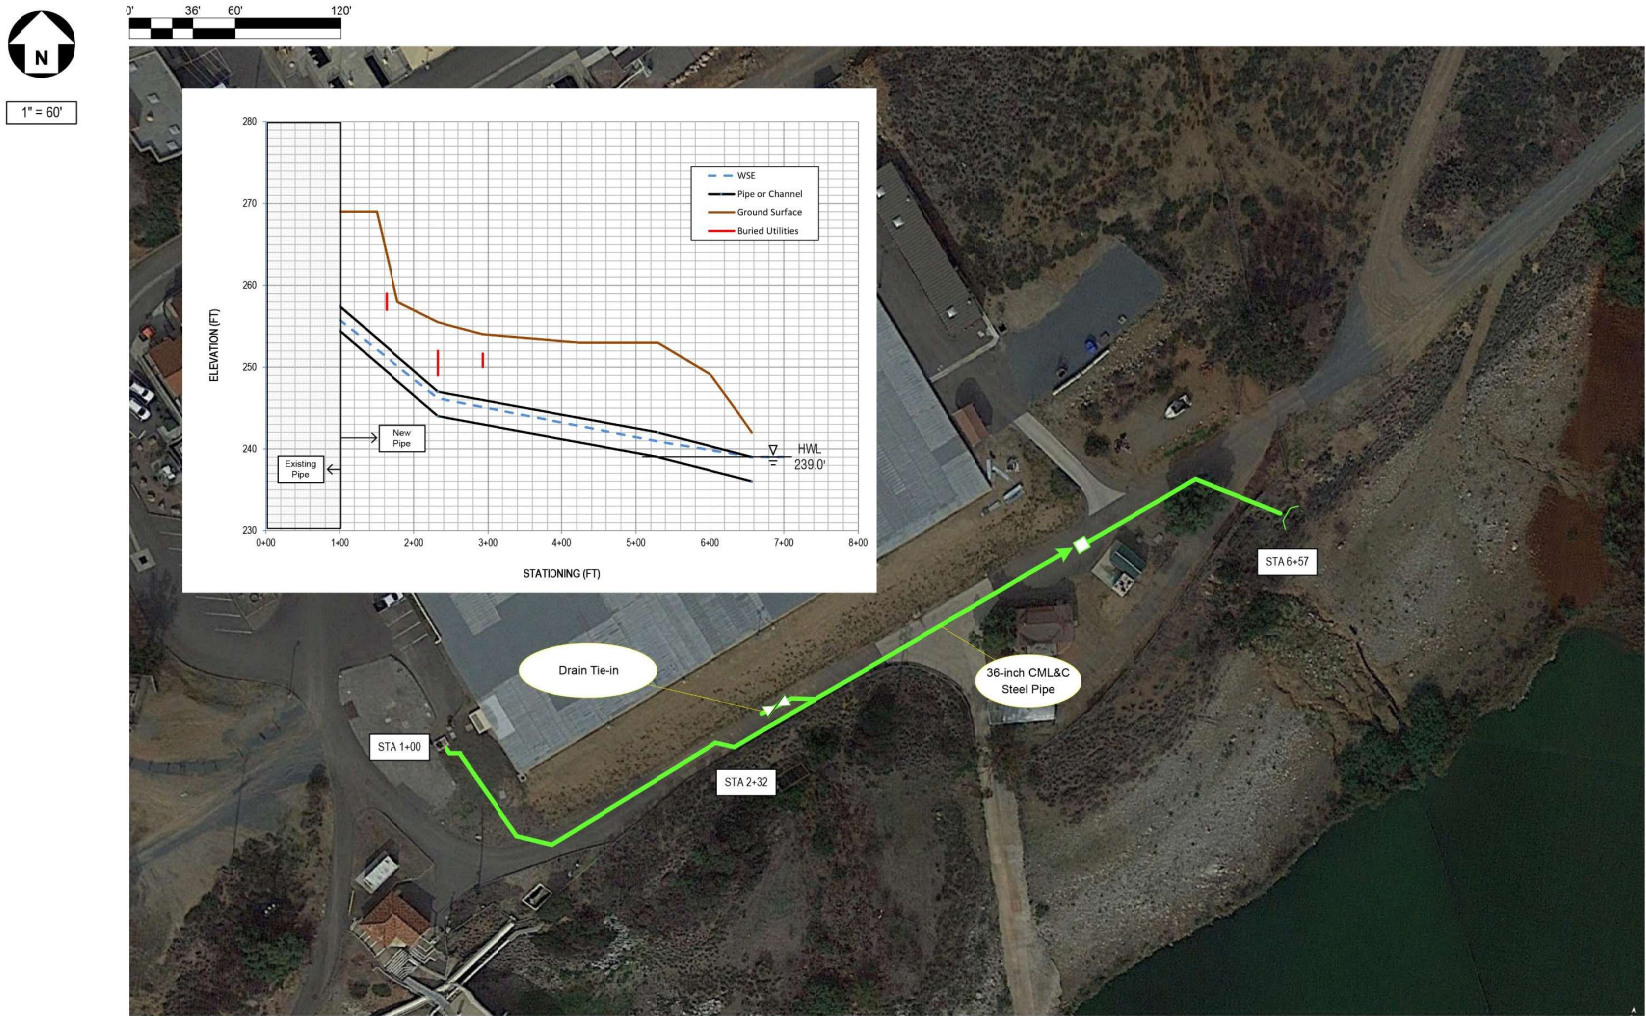 0' 36' 60' 120'
N
1" = 60'
280
270
260
250
240
230
ELEVATION (FT)
WSE
Pipe or Channel
Ground Surface
Buried Utilities
New
Pipe
Existing
Pipe
HWL
239.0'
0+00 1+00 2+00 3+00 4+00 5+00 6+00 7+00 8+00
STATIONING (FT)
STA 6+57
Drain Tie-in
36-inch CML&C
Steel Pipe
STA 1+00
STA 2+32